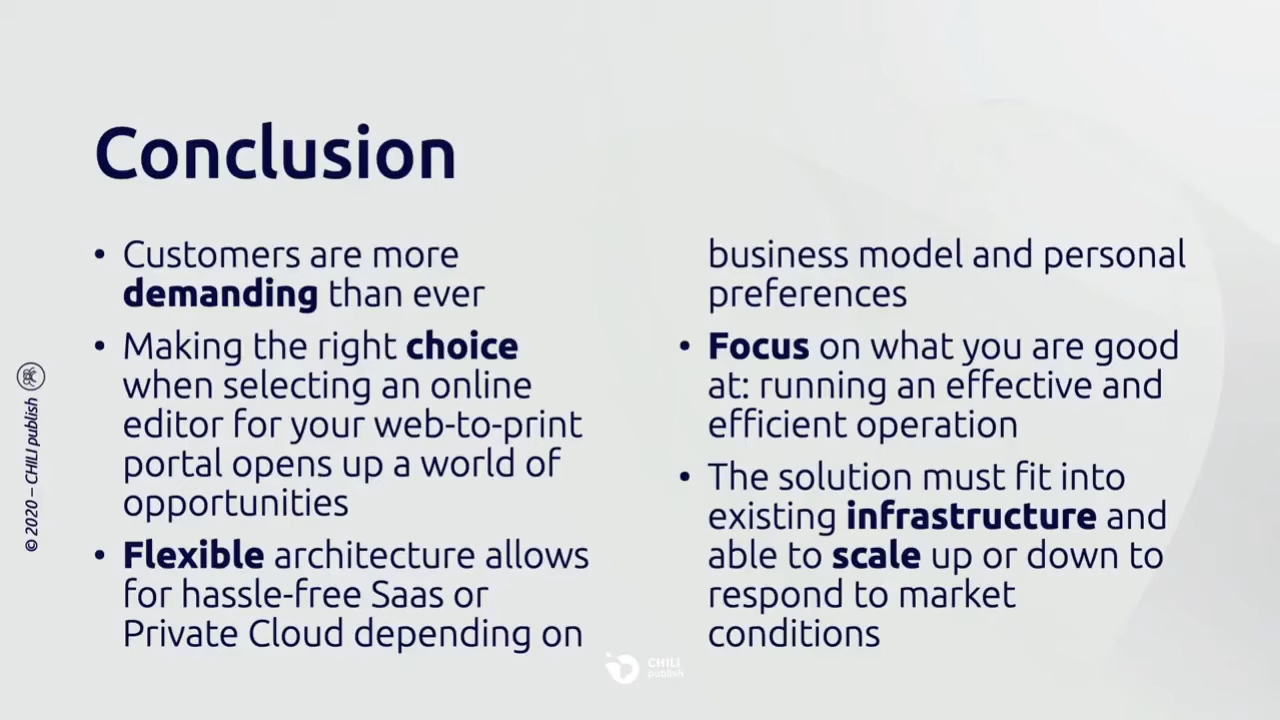 Conclusion
• Customers are more
demanding than ever
• Making the right choice
when selecting an online
editor for your web-to-print
portal opens up a world of
opportunities
• Flexible architecture allows
for hassle-free Saas or
Private Cloud depending on
business model and personal
preferences
• Focus on what you are good
at: running an effective and
efficient operation
• The solution must fit into
existing infrastructure and
able to scale up or down to
respond to market
conditions
© 2020 – CHILI publish
CHILI
publish